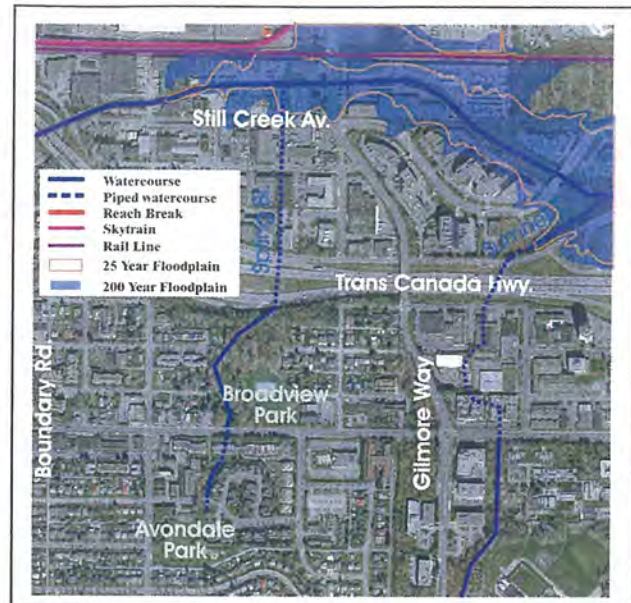 Still Creek Av.
Watercourse
Piped watercourse
Reach Break
Skytrain
Rail Line
25 Year Floodplain
200 Year Floodplain
Trans Canada Hwy.
Boundary Rd.
Broadview
Park
Gilmore Way
Avondale
Park